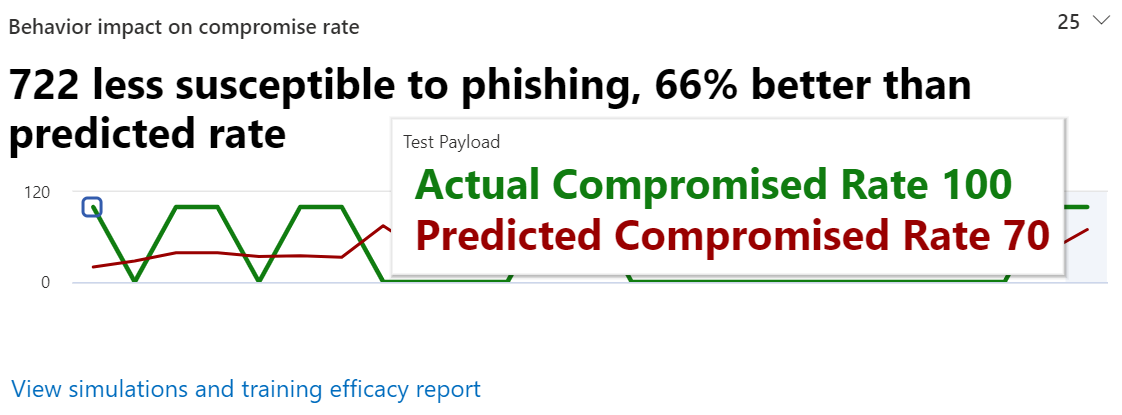 Behavior impact on compromise rate
25
722 less susceptible to phishing, 66% better than
predicted rate
Test Payload
Actual Compromised Rate 100
Predicted Compromised Rate 70
120
0
View simulations and training efficacy report